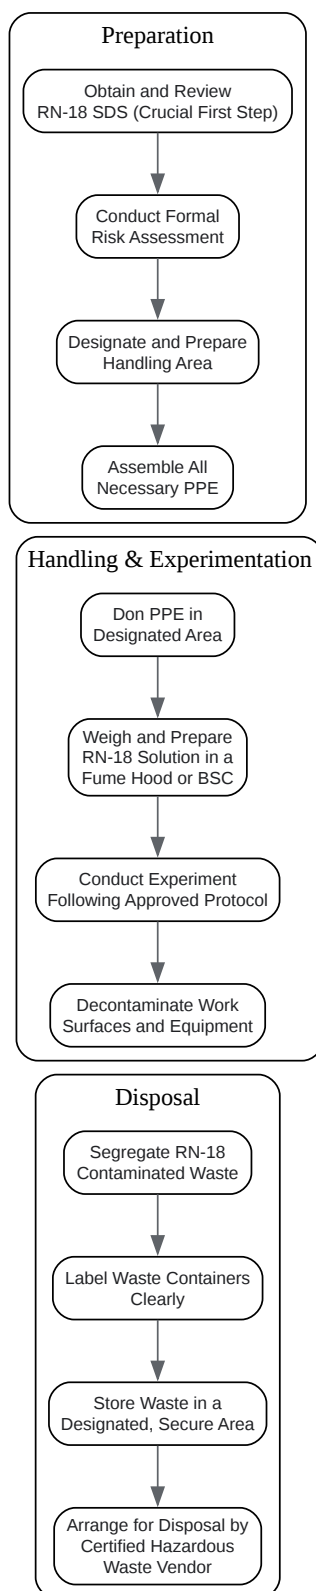 Preparation
Obtain and Review
RN-18 SDS (Crucial First Step)
Conduct Formal
Risk Assessment
Designate and Prepare
Handling Area
Assemble All
Necessary PPE
Handling & Experimentation
Don PPE in
Designated Area
Weigh and Prepare
RN-18 Solution in a
Fume Hood or BSC
Conduct Experiment
Following Approved Protocol
Decontaminate Work
Surfaces and Equipment
Disposal
Segregate RN-18
Contaminated Waste
Label Waste Containers
Clearly
Store Waste in a
Designated, Secure Area
Arrange for Disposal by
Certified Hazardous
Waste Vendor